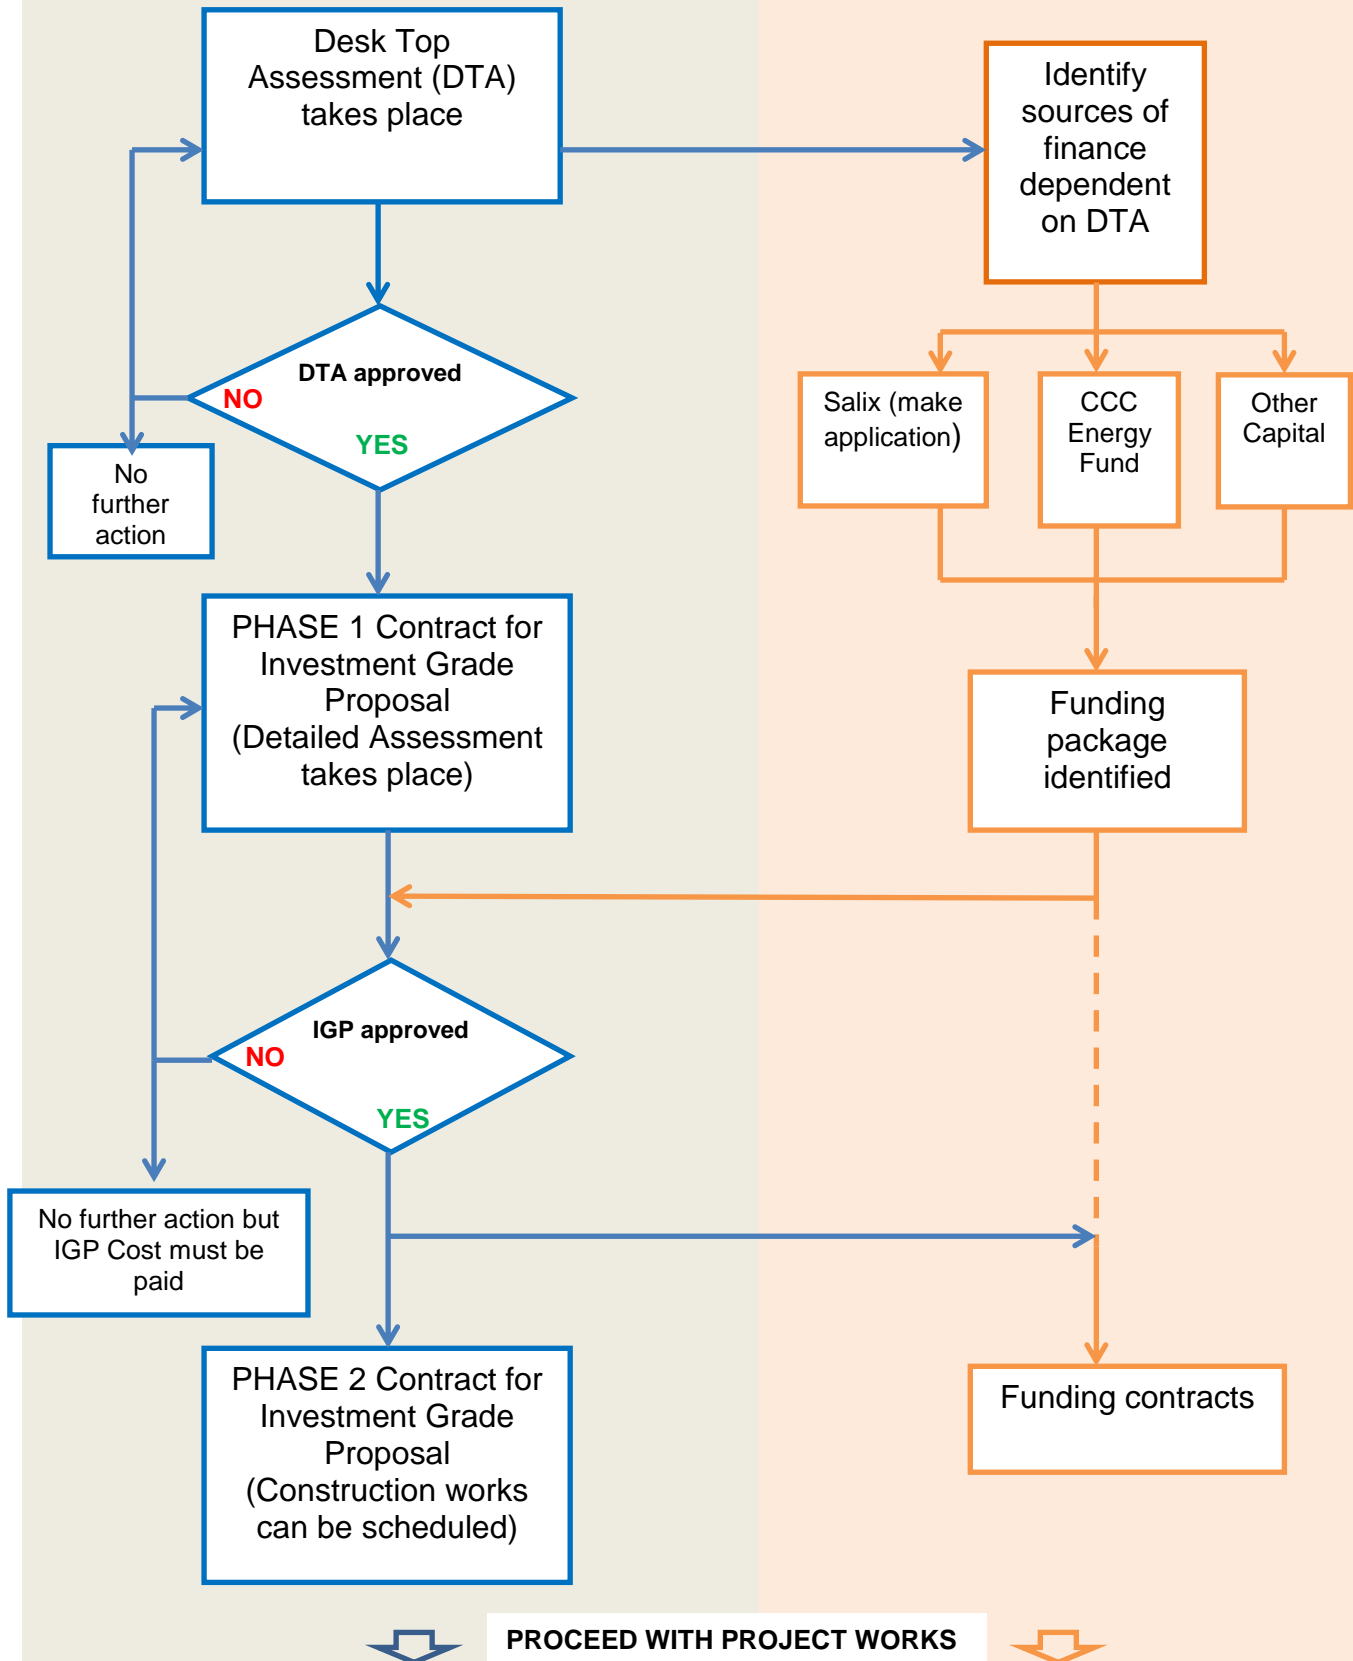 Desk Top
Assessment (DTA)
takes place
Identify
sources of
finance
dependent
on DTA
DTA approved
NO
YES
No
further
action
Salix (make
application)
CCC
Energy
Fund
Other
Capital
PHASE 1 Contract for
Investment Grade
Proposal
(Detailed Assessment
takes place)
Funding
package
identified
IGP approved
NO
YES
No further action but
IGP Cost must be
paid
PHASE 2 Contract for
Investment Grade
Proposal
(Construction works
can be scheduled)
Funding contracts
PROCEED WITH PROJECT WORKS